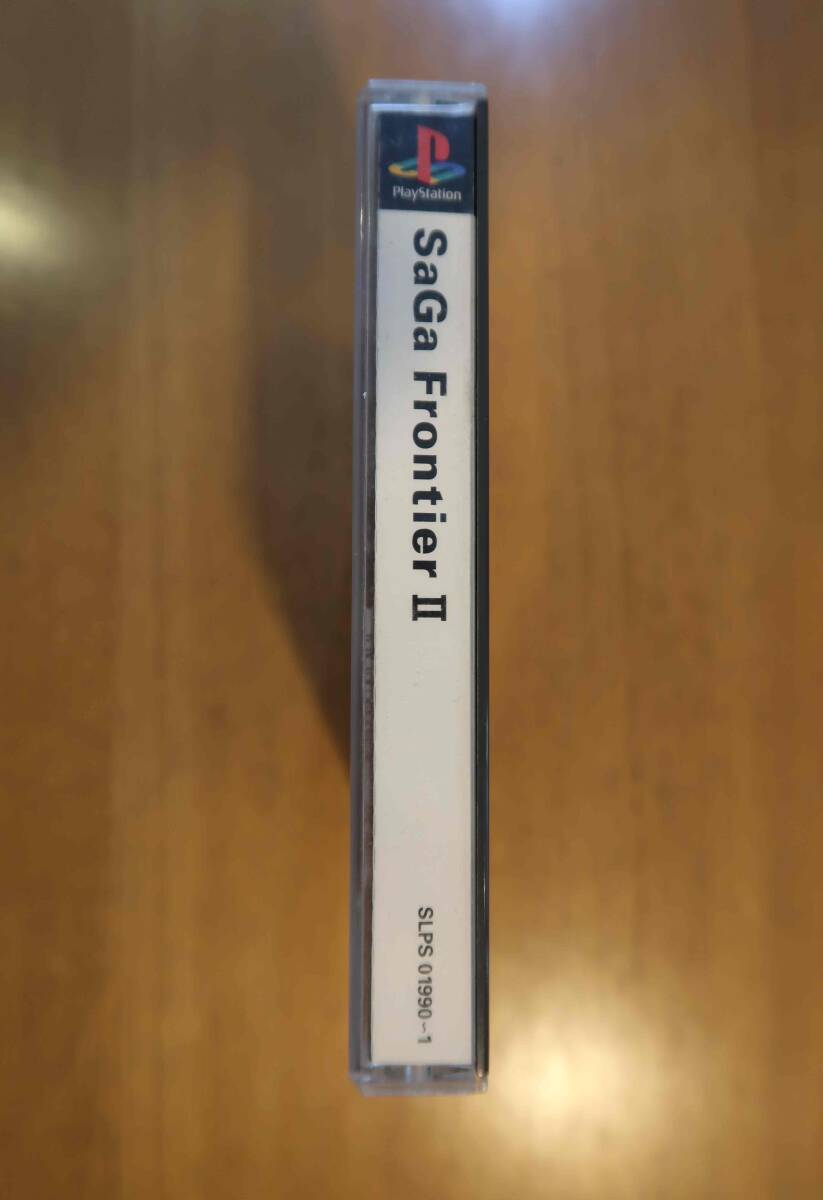 PlayStation
SaGa Frontier II
SLPS 01990~1